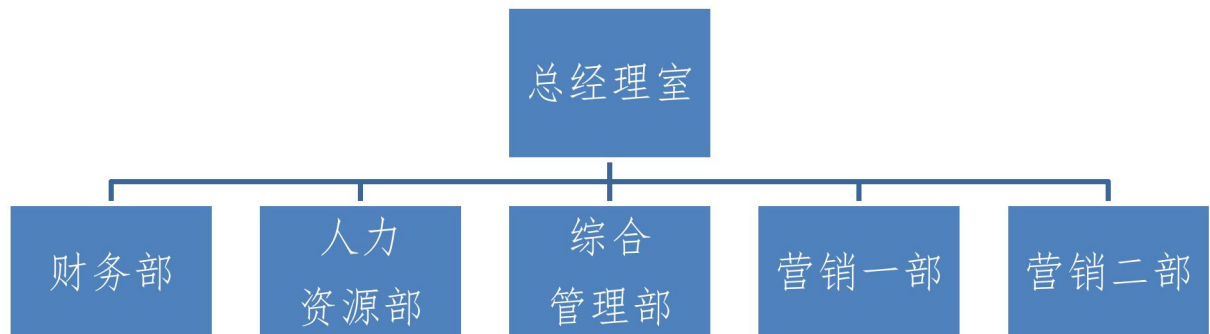 总经理室
财务部
人力
资源部
综合
管理部
营销一部
营销二部